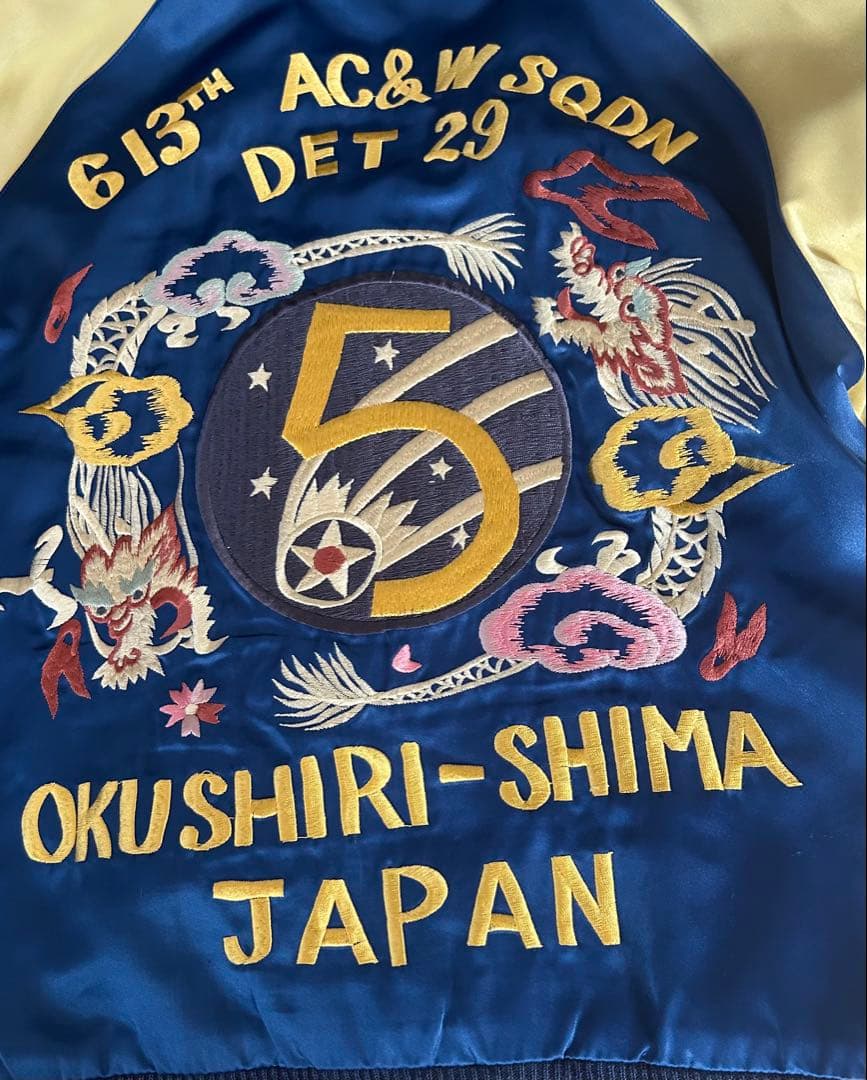 613TH AC&W SQDN
DET 29
5
OKUSHIRI-SHIMA
JAPAN